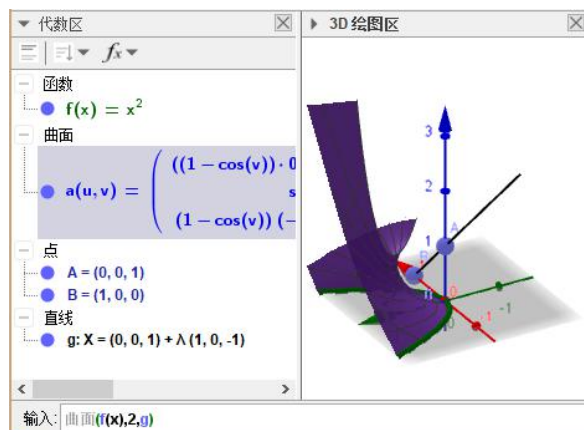 代数区
3D 绘图区
fx
函数
f(x) = x²
曲面
a(u,v) =
((1 − cos(v))· 0
s
(1 − cos(v)) (−
点
A = (0, 0, 1)
B = (1, 0, 0)
直线
g: X = (0, 0, 1) + λ (1, 0, -1)
3
2
1
A
B
0
0
-1
-1
输入: 曲面(f(x),2,g)